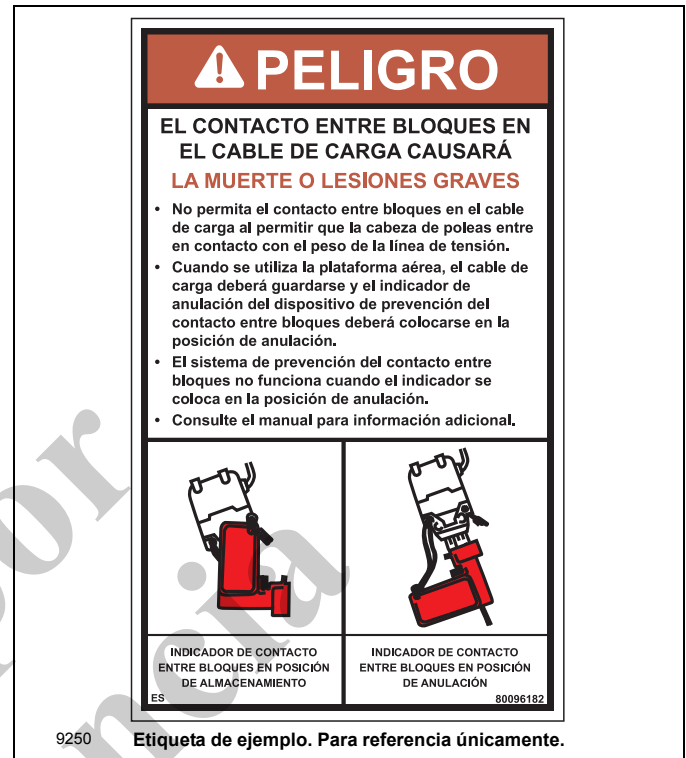 PELIGRO
EL CONTACTO ENTRE BLOQUES EN
EL CABLE DE CARGA CAUSARÁ
LA MUERTE O LESIONES GRAVES
• No permita el contacto entre bloques en el cable
de carga al permitir que la cabeza de poleas entre
en contacto con el peso de la línea de tensión.
• Cuando se utiliza la plataforma aérea, el cable de
carga deberá guardarse y el indicador de
anulación del dispositivo de prevención del
contacto entre bloques deberá colocarse en la
posición de anulación.
• El sistema de prevención del contacto entre
bloques no funciona cuando el indicador se
coloca en la posición de anulación.
• Consulte el manual para información adicional.
INDICADOR DE CONTACTO
ENTRE BLOQUES EN POSICIÓN
DE ALMACENAMIENTO
ES
INDICADOR DE CONTACTO
ENTRE BLOQUES EN POSICIÓN
DE ANULACIÓN
80096182
9250 Etiqueta de ejemplo. Para referencia únicamente.